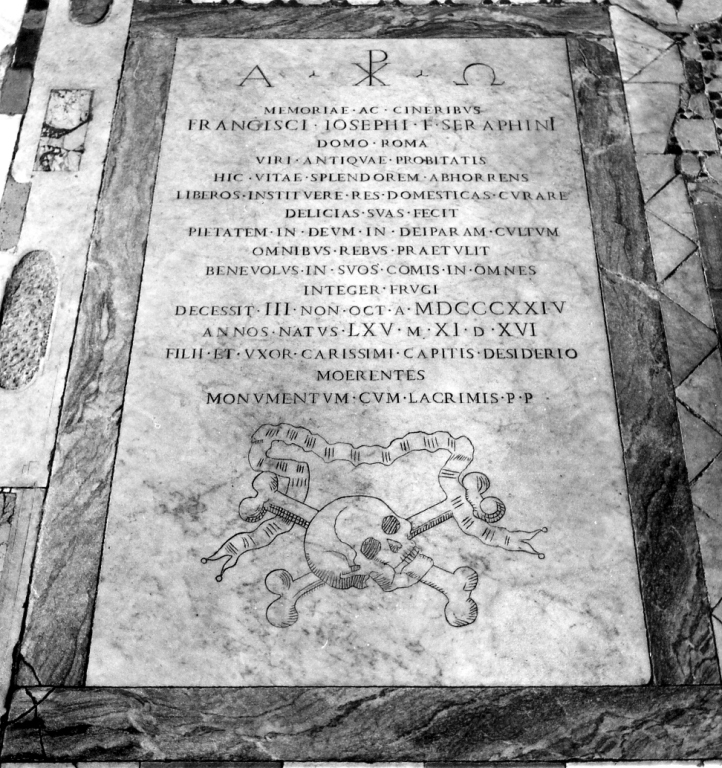 Α · ☧ · Ω
MEMORIAE · AC · CINERIBVS
FRANCISCI · IOSEPHI · F · SERAPHINI
DOMO · ROMA
VIRI · ANTIQVAE · PROBITATIS
HIC · VITAE · SPLENDOREM · ABHORRENS
LIBEROS · INSTITVERE · RES · DOMESTICAS · CVRARE
DELICIAS · SVAS · FECIT
PIETATEM · IN · DEVM · IN · DEIPARAM · CVLTVM
OMNIBVS · REBVS · PRAETVLIT
BENEVOLVS · IN · SVOS · COMIS · IN · OMNES
INTEGER · FRVGI
DECESSIT · III · NON · OCT · A · MDCCCXXIV
ANNOS · NATVS · LXV · M · XI · D · XVI
FILII · ET · VXOR · CARISSIMI · CAPITIS · DESIDERIO
MOERENTES
MONVMENTVM · CVM · LACRIMIS · P · P ·